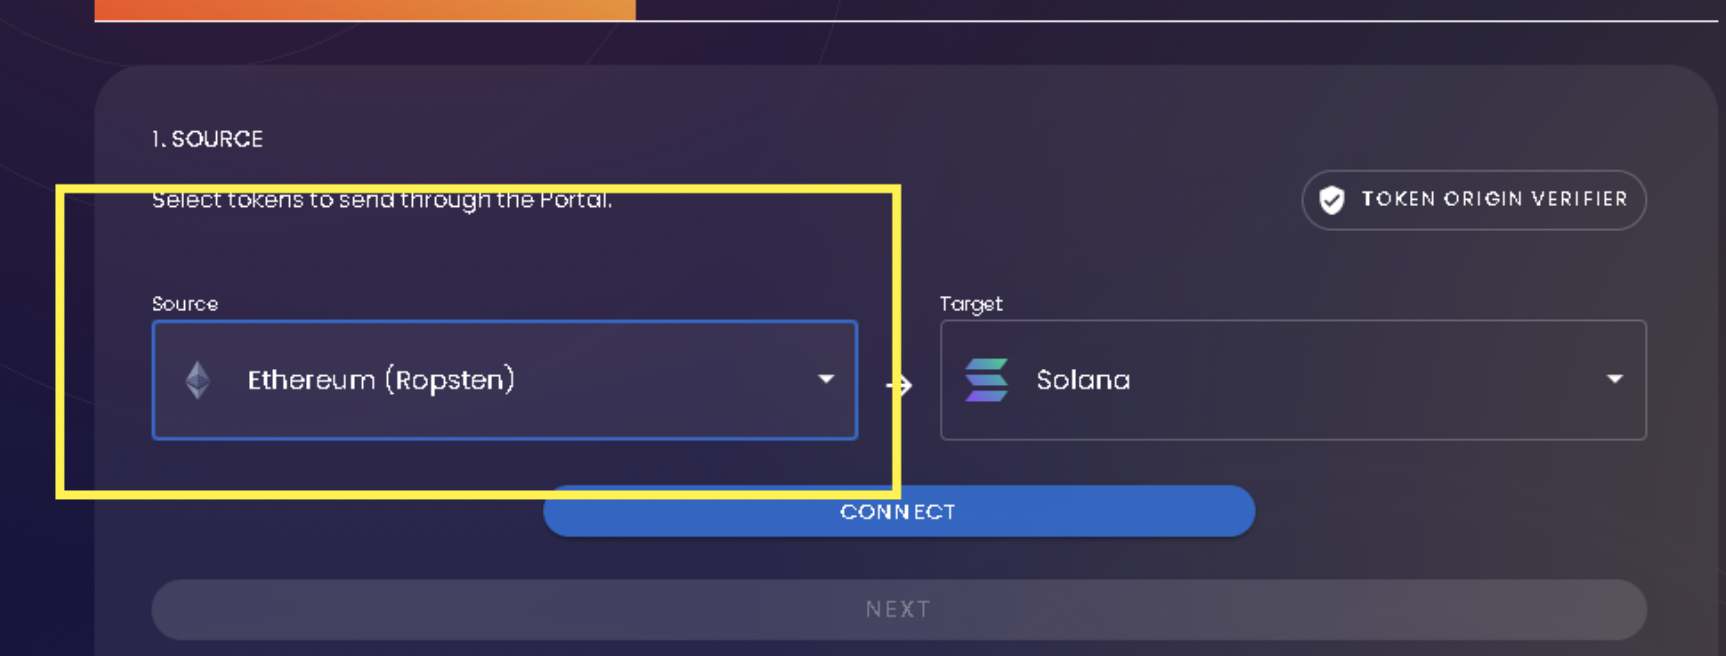 1. SOURCE
Select tokens to send through the Portal.
TOKEN ORIGIN VERIFIER
Source
Target
Ethereum (Ropsten)
Solana
CONNECT
NEXT